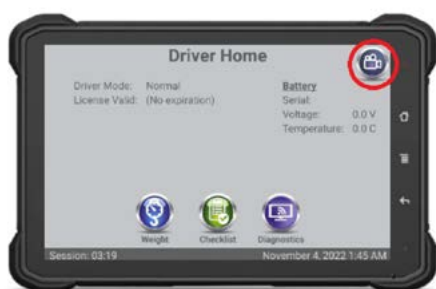 Driver Home
Driver Mode: Normal
License Valid: (No expiration)
Battery
Serial:
Voltage: 0.0 V
Temperature: 0.0 C
Weight
Checklist
Diagnostics
Session: 03:19
November 4, 2022 1:45 AM